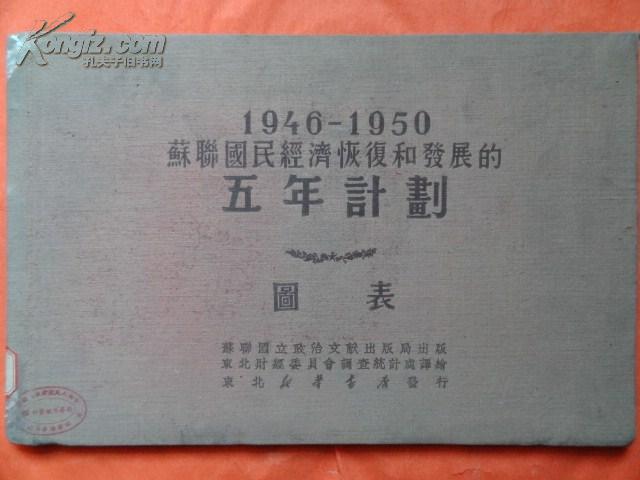 Kongfz.com
孔夫子旧书网
1946-1950
蘇聯國民經濟恢復和發展的
五年計劃
圖表
蘇聯國立政治文献出版局出版
東北財經委員會調查統計處譯繪
東北新華書店發行